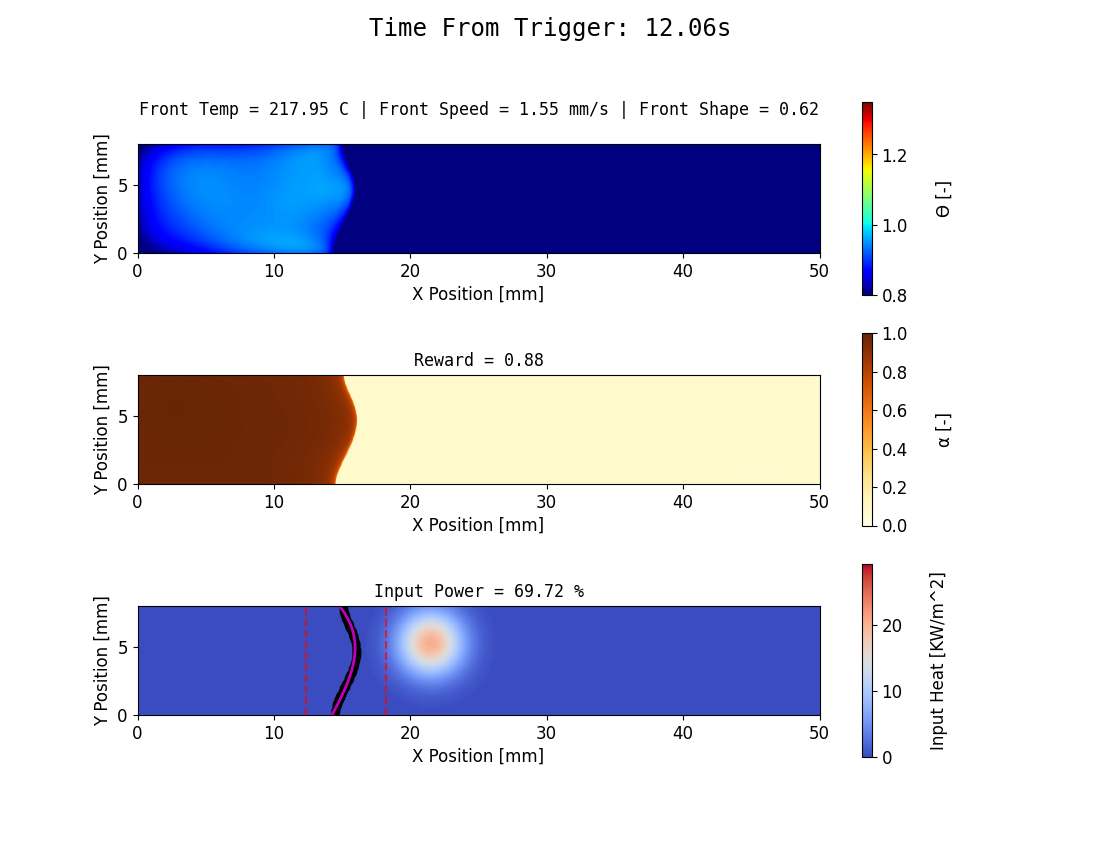 Time From Trigger: 12.06s
Front Temp = 217.95 C | Front Speed = 1.55 mm/s | Front Shape = 0.62
Y Position [mm]
5
0
0 10 20 30 40 50
X Position [mm]
1.2
1.0
0.8
Θ [-]
Reward = 0.88
Y Position [mm]
5
0
0 10 20 30 40 50
X Position [mm]
1.0
0.8
0.6
0.4
0.2
0.0
α [-]
Input Power = 69.72 %
Y Position [mm]
5
0
0 10 20 30 40 50
X Position [mm]
20
10
0
Input Heat [KW/m^2]